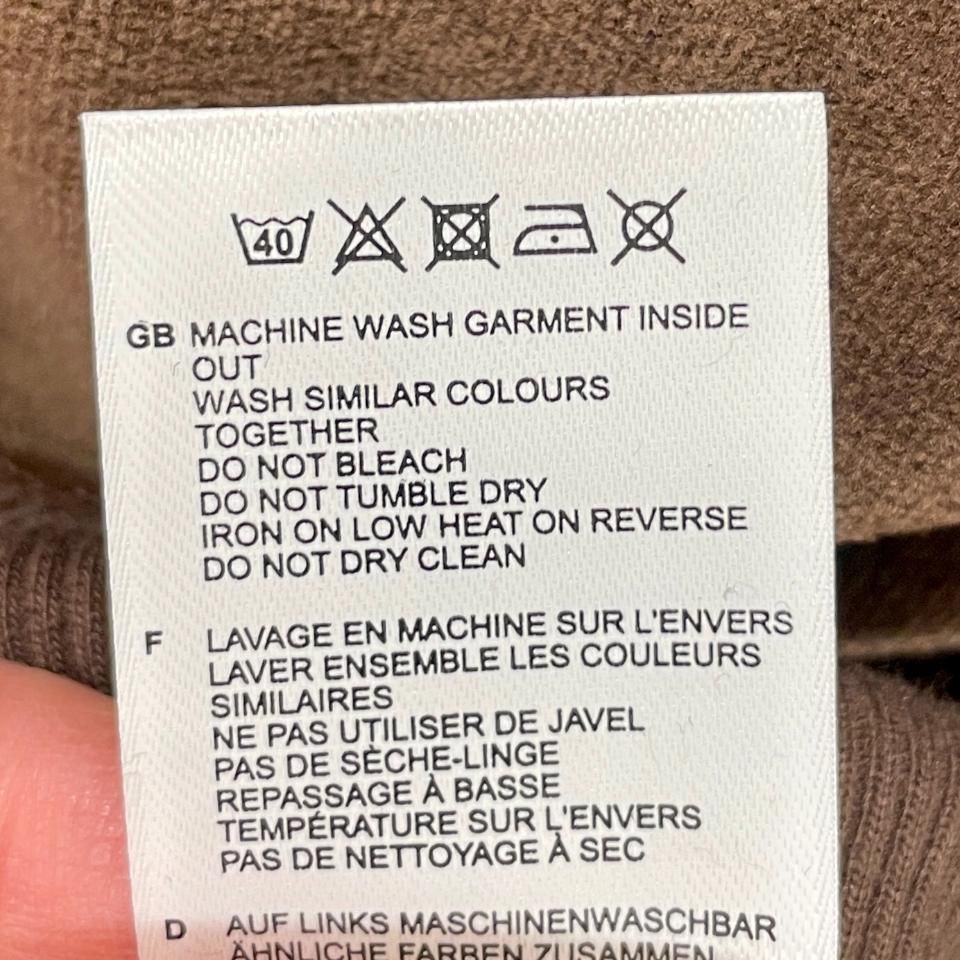 40
GB MACHINE WASH GARMENT INSIDE
OUT
WASH SIMILAR COLOURS
TOGETHER
DO NOT BLEACH
DO NOT TUMBLE DRY
IRON ON LOW HEAT ON REVERSE
DO NOT DRY CLEAN
F LAVAGE EN MACHINE SUR L'ENVERS
LAVER ENSEMBLE LES COULEURS
SIMILAIRES
NE PAS UTILISER DE JAVEL
PAS DE SÈCHE-LINGE
REPASSAGE À BASSE
TEMPÉRATURE SUR L'ENVERS
PAS DE NETTOYAGE À SEC
D AUF LINKS MASCHINENWASCHBAR
ÄHNLICHE FARBEN ZUSAMMEN